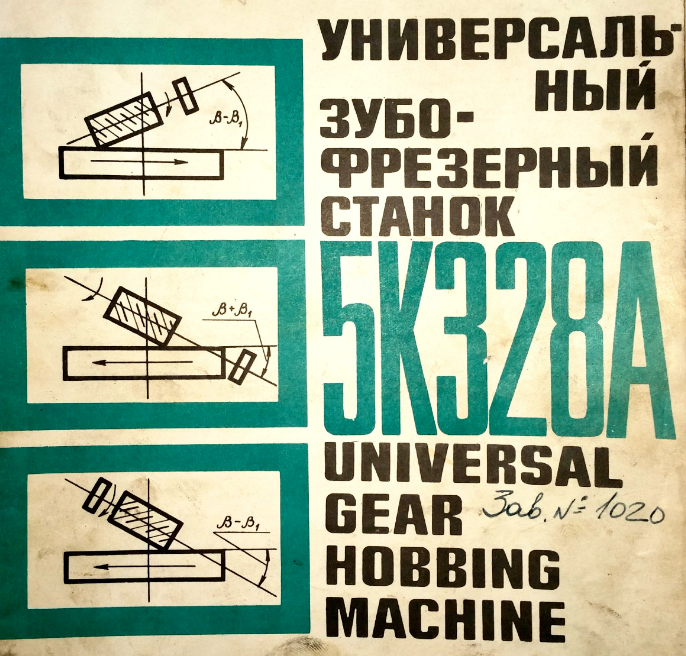 УНИВЕРСАЛЬ-
НЫЙ
ЗУБО-
ФРЕЗЕРНЫЙ
СТАНОК
5К328А
UNIVERSAL
GEAR
HOBBING
MACHINE
Зав. № 1020
β-β₁
β+β₁
β-β₁